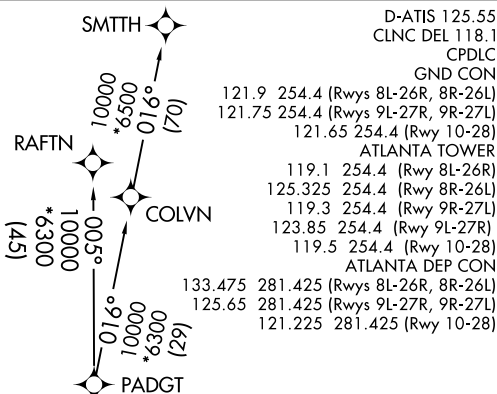 SMTTH
10000
*6500
016°
(70)
RAFTN
COLVN
005°
10000
*6300
(45)
016°
10000
*6300
(29)
PADGT
D-ATIS 125.55
CLNC DEL 118.1
CPDLC
GND CON
121.9 254.4 (Rwys 8L-26R, 8R-26L)
121.75 254.4 (Rwys 9L-27R, 9R-27L)
121.65 254.4 (Rwy 10-28)
ATLANTA TOWER
119.1 254.4 (Rwy 8L-26R)
125.325 254.4 (Rwy 8R-26L)
119.3 254.4 (Rwy 9R-27L)
123.85 254.4 (Rwy 9L-27R)
119.5 254.4 (Rwy 10-28)
ATLANTA DEP CON
133.475 281.425 (Rwys 8L-26R, 8R-26L)
125.65 281.425 (Rwys 9L-27R, 9R-27L)
121.225 281.425 (Rwy 10-28)